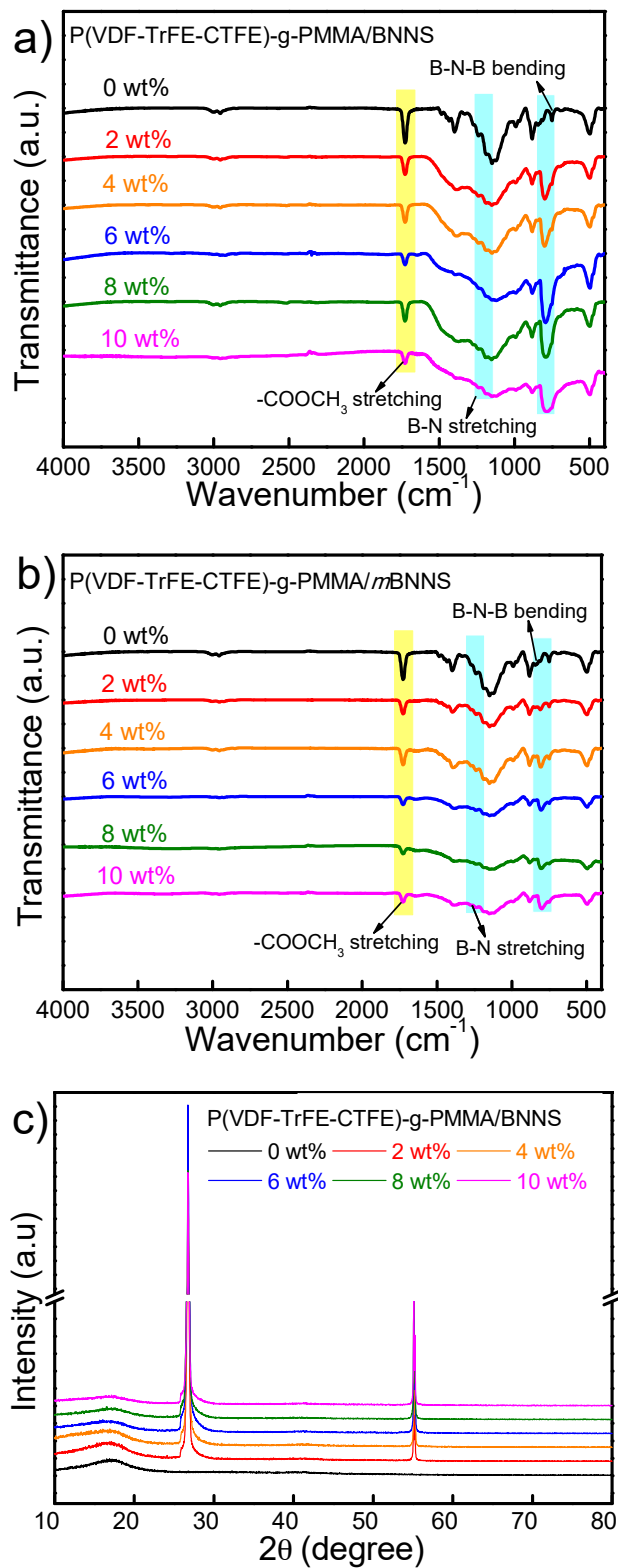 a)
P(VDF-TrFE-CTFE)-g-PMMA/BNNS
B-N-B bending
0 wt%
2 wt%
4 wt%
6 wt%
8 wt%
10 wt%
-COOCH₃ stretching
B-N stretching
Transmittance (a.u.)
4000 3500 3000 2500 2000 1500 1000 500
Wavenumber (cm⁻¹)
b)
P(VDF-TrFE-CTFE)-g-PMMA/mBNNS
B-N-B bending
0 wt%
2 wt%
4 wt%
6 wt%
8 wt%
10 wt%
-COOCH₃ stretching
B-N stretching
Transmittance (a.u.)
4000 3500 3000 2500 2000 1500 1000 500
Wavenumber (cm⁻¹)
c)
P(VDF-TrFE-CTFE)-g-PMMA/BNNS
0 wt% 2 wt% 4 wt%
6 wt% 8 wt% 10 wt%
Intensity (a.u)
10 20 30 40 50 60 70 80
2θ (degree)